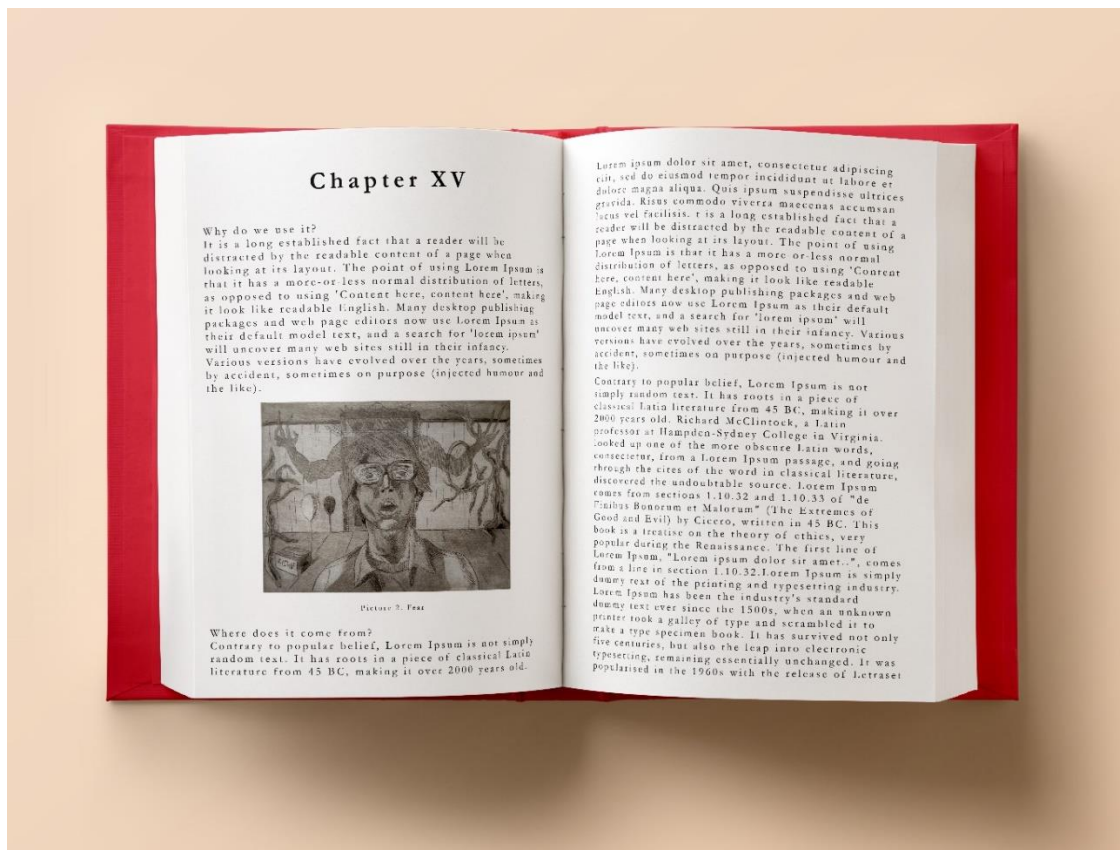 Chapter XV
Why do we use it?
It is a long established fact that a reader will be
distracted by the readable content of a page when
looking at its layout. The point of using Lorem Ipsum is
that it has a more-or-less normal distribution of letters,
as opposed to using 'Content here, content here', making
it look like readable English. Many desktop publishing
packages and web page editors now use Lorem Ipsum as
their default model text, and a search for 'lorem ipsum'
will uncover many web sites still in their infancy.
Various versions have evolved over the years, sometimes
by accident, sometimes on purpose (injected humour and
the like).
Picture 2. Fear
Where does it come from?
Contrary to popular belief, Lorem Ipsum is not simply
random text. It has roots in a piece of classical Latin
literature from 45 BC, making it over 2000 years old.
Lorem ipsum dolor sit amet, consectetur adipiscing
elit, sed do eiusmod tempor incididunt ut labore et
dolore magna aliqua. Quis ipsum suspendisse ultrices
gravida. Risus commodo viverra maecenas accumsan
lacus vel facilisis. t is a long established fact that a
reader will be distracted by the readable content of a
page when looking at its layout. The point of using
Lorem Ipsum is that it has a more-or-less normal
distribution of letters, as opposed to using 'Content
here, content here', making it look like readable
English. Many desktop publishing packages and web
page editors now use Lorem Ipsum as their default
model text, and a search for 'lorem ipsum' will
uncover many web sites still in their infancy. Various
versions have evolved over the years, sometimes by
accident, sometimes on purpose (injected humour and
the like).
Contrary to popular belief, Lorem Ipsum is not
simply random text. It has roots in a piece of
classical Latin literature from 45 BC, making it over
2000 years old. Richard McClintock, a Latin
professor at Hampden-Sydney College in Virginia.
looked up one of the more obscure Latin words,
consectetur, from a Lorem Ipsum passage, and going
through the cites of the word in classical literature,
discovered the undoubtable source. Lorem Ipsum
comes from sections 1.10.32 and 1.10.33 of "de
Finibus Bonorum et Malorum" (The Extremes of
Good and Evil) by Cicero, written in 45 BC. This
book is a treatise on the theory of ethics, very
popular during the Renaissance. The first line of
Lorem Ipsum, "Lorem ipsum dolor sit amet..", comes
from a line in section 1.10.32.Lorem Ipsum is simply
dummy text of the printing and typesetting industry.
Lorem Ipsum has been the industry's standard
dummy text ever since the 1500s, when an unknown
printer took a galley of type and scrambled it to
make a type specimen book. It has survived not only
five centuries, but also the leap into electronic
typesetting, remaining essentially unchanged. It was
popularised in the 1960s with the release of Letraset